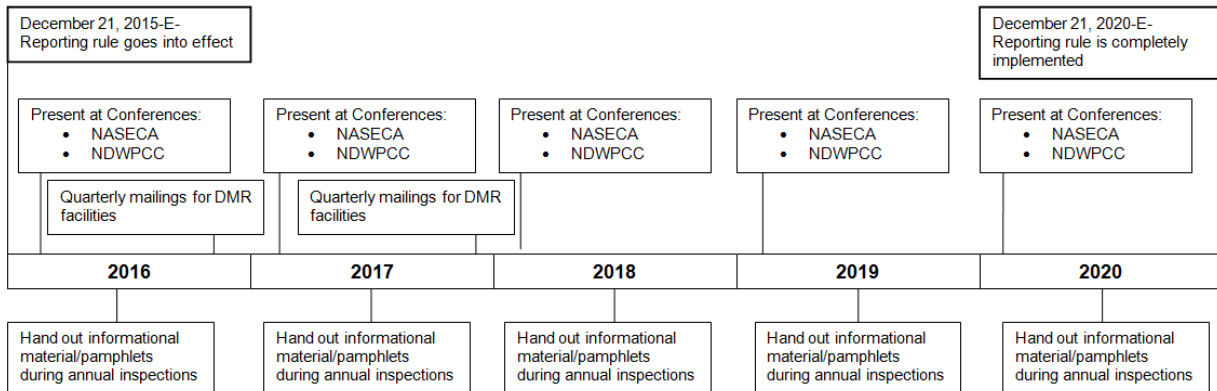 December 21, 2015-E-
Reporting rule goes into effect
December 21, 2020-E-
Reporting rule is completely
implemented
Present at Conferences:
• NASECA
• NDWPCC
Present at Conferences:
• NASECA
• NDWPCC
Present at Conferences:
• NASECA
• NDWPCC
Present at Conferences:
• NASECA
• NDWPCC
Present at Conferences:
• NASECA
• NDWPCC
Quarterly mailings for DMR
facilities
Quarterly mailings for DMR
facilities
2016
2017
2018
2019
2020
Hand out informational
material/pamphlets
during annual inspections
Hand out informational
material/pamphlets
during annual inspections
Hand out informational
material/pamphlets
during annual inspections
Hand out informational
material/pamphlets
during annual inspections
Hand out informational
material/pamphlets
during annual inspections